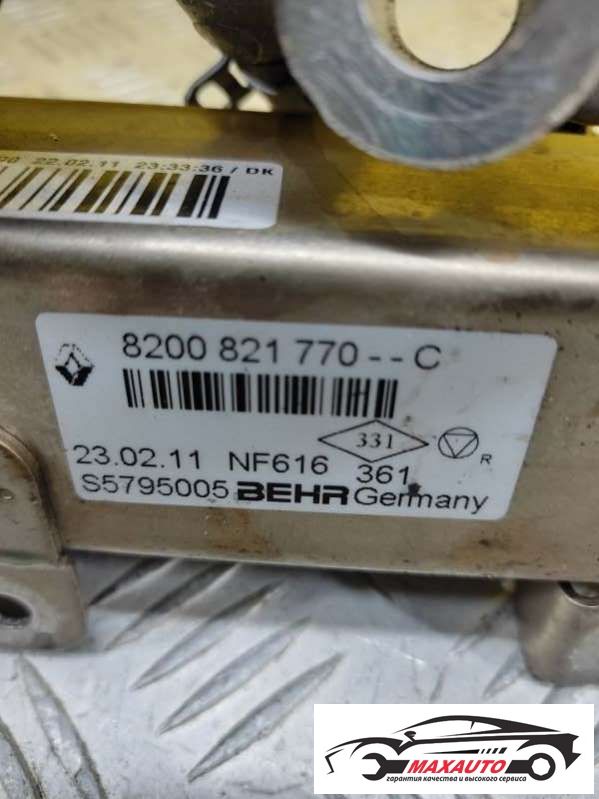 22.02.11 23:33:36 / DK
8200 821 770 -- C
331
R
23.02.11 NF616 361
S5795005 BEHR Germany
MAXAUTO
гарантия качества и высокого сервиса